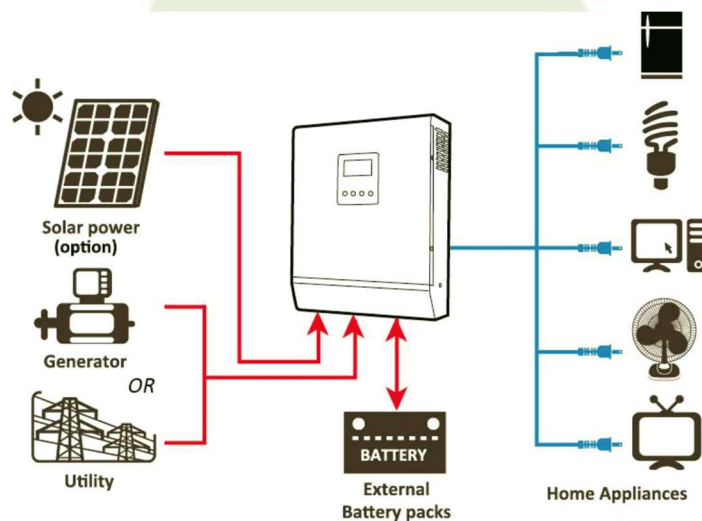 Solar power
(option)
Generator
OR
Utility
BATTERY
External
Battery packs
Home Appliances